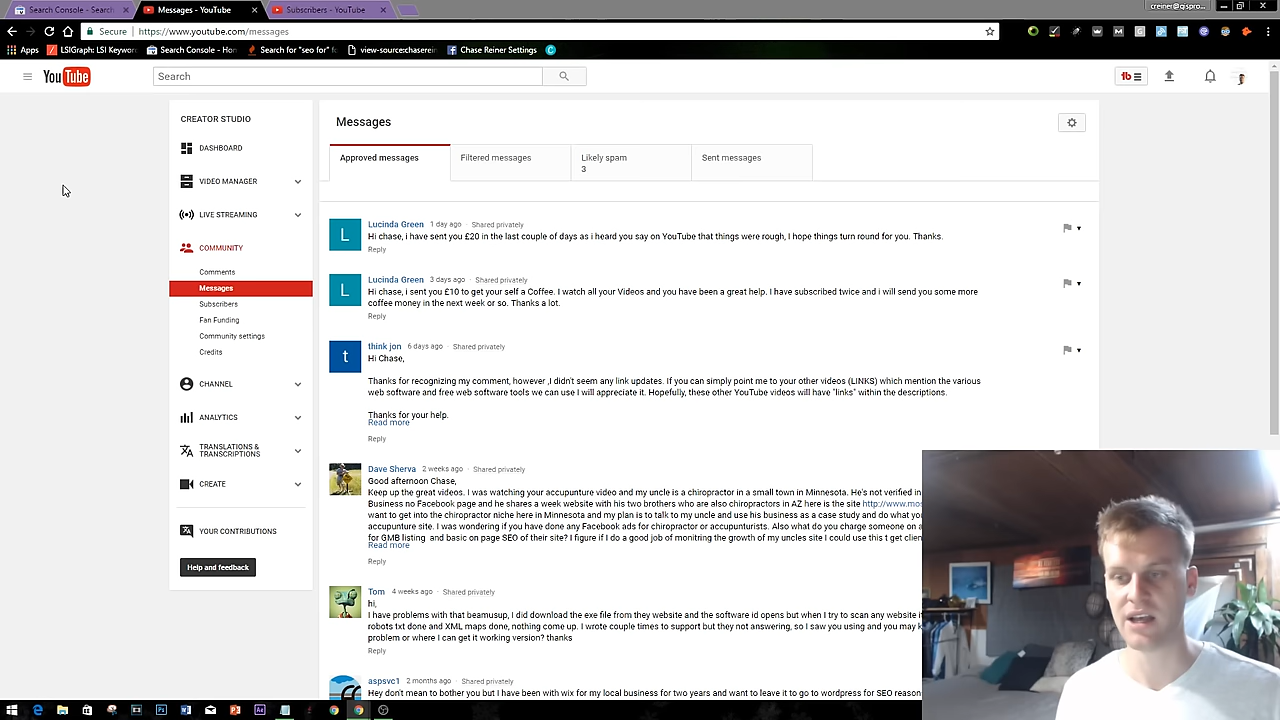 Search Console - Search
Messages - YouTube
Subscribers - YouTube
creiner@gispro...
Secure
https://www.youtube.com/messages
Apps
LSIGraph: LSI Keywor
Search Console - Hon
Search for "seo for" f
view-source:chaserein
Chase Reiner Settings
YouTube
Search
CREATOR STUDIO
DASHBOARD
VIDEO MANAGER
LIVE STREAMING
COMMUNITY
Comments
Messages
Subscribers
Fan Funding
Community settings
Credits
CHANNEL
ANALYTICS
TRANSLATIONS &
TRANSCRIPTIONS
CREATE
YOUR CONTRIBUTIONS
Help and feedback
Messages
Approved messages
Filtered messages
Likely spam
3
Sent messages
L
Lucinda Green 1 day ago · Shared privately
Hi chase, i have sent you £20 in the last couple of days as i heard you say on YouTube that things were rough, I hope things turn round for you. Thanks.
Reply
L
Lucinda Green 3 days ago · Shared privately
Hi chase, i sent you £10 to get your self a Coffee. I watch all your Videos and you have been a great help. I have subscribed twice and i will send you some more
coffee money in the next week or so. Thanks a lot.
Reply
t
think jon 6 days ago · Shared privately
Hi Chase,
Thanks for recognizing my comment, however ,I didn't seem any link updates. If you can simply point me to your other videos (LINKS) which mention the various
web software and free web software tools we can use I will appreciate it. Hopefully, these other YouTube videos will have "links" within the descriptions.
Thanks for your help.
Read more
Reply
Dave Sherva 2 weeks ago · Shared privately
Good afternoon Chase,
Keep up the great videos. I was watching your accupunture video and my uncle is a chiropractor in a small town in Minnesota. He's not verified in
Business no Facebook page and he shares a week website with his two brothers who are also chiropractors in AZ here is the site http://www.mos
want to get into the chiropractor niche here in Minnesota and my plan is to talk to my uncle and use his business as a case study and do what yo
accupunture site. I was wondering if you have done any Facebook ads for chiropractor or accupunturists. Also what do you charge someone on a
for GMB listing and basic on page SEO of their site? I figure if I do a good job of monitring the growth of my uncles site I could use this t get clien
Read more
Reply
Tom 4 weeks ago · Shared privately
hi,
I have problems with that beamusup, I did download the exe file from they website and the software id opens but when I try to scan any website i
robots txt done and XML maps done, nothing come up. I wrote couple times to support but they not answering, so I saw you using and you may k
problem or where I can get it working version? thanks
Reply
aspsvc1 2 months ago · Shared privately
Hey don't mean to bother you but I have been with wix for my local business for two years and want to leave it to go to wordpress for SEO reason